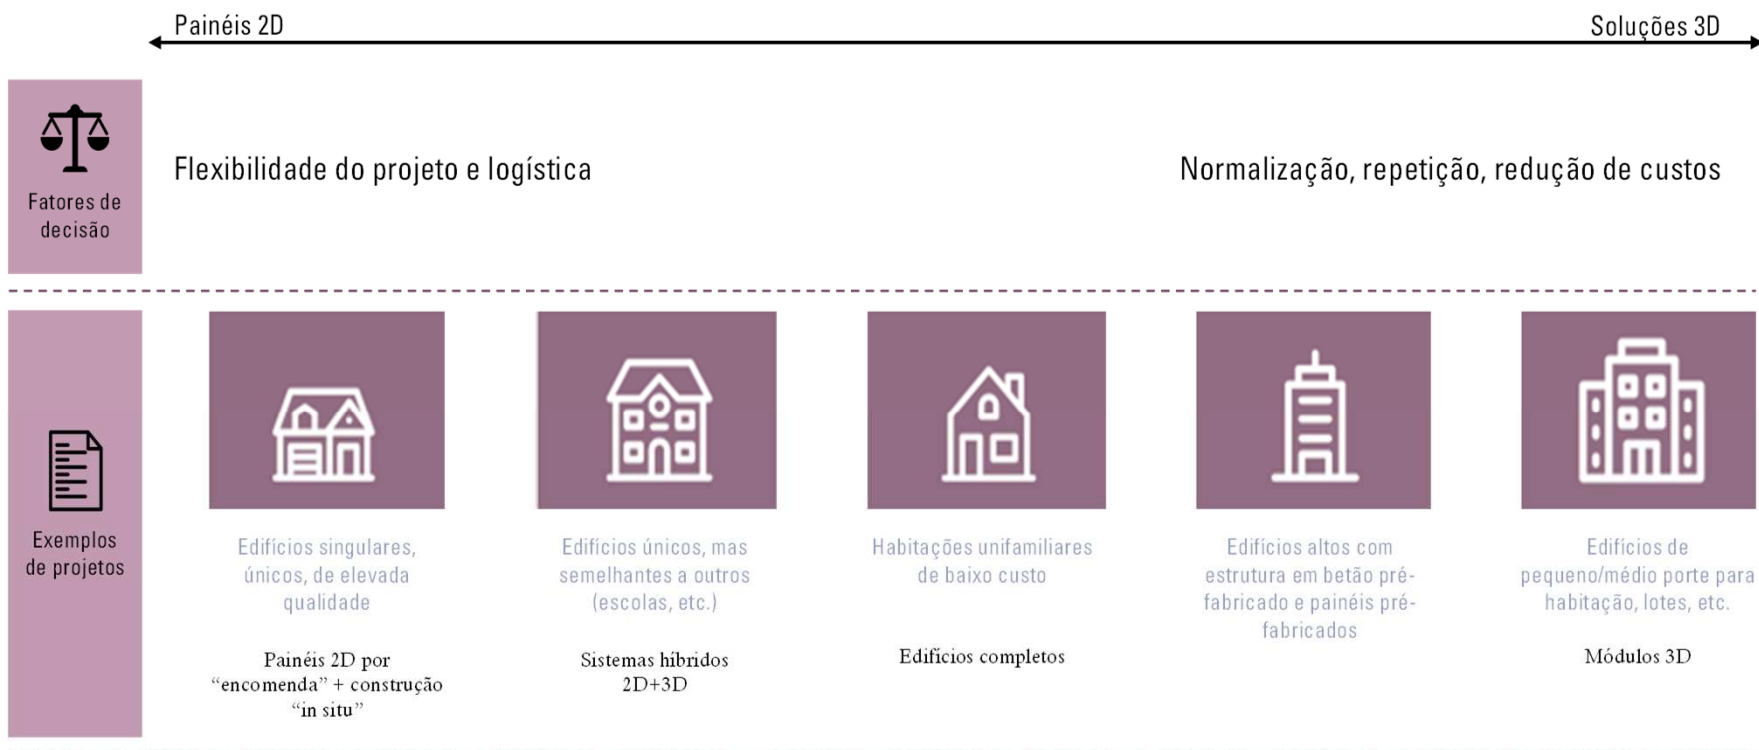 Painéis 2D
Soluções 3D
Fatores de
decisão
Flexibilidade do projeto e logística
Normalização, repetição, redução de custos
Exemplos
de projetos
Edifícios singulares,
únicos, de elevada
qualidade
Painéis 2D por
“encomenda” + construção
“in situ”
Edifícios únicos, mas
semelhantes a outros
(escolas, etc.)
Sistemas híbridos
2D+3D
Habitações unifamiliares
de baixo custo
Edifícios completos
Edifícios altos com
estrutura em betão pré-
fabricado e painéis pré-
fabricados
Edifícios de
pequeno/médio porte para
habitação, lotes, etc.
Módulos 3D